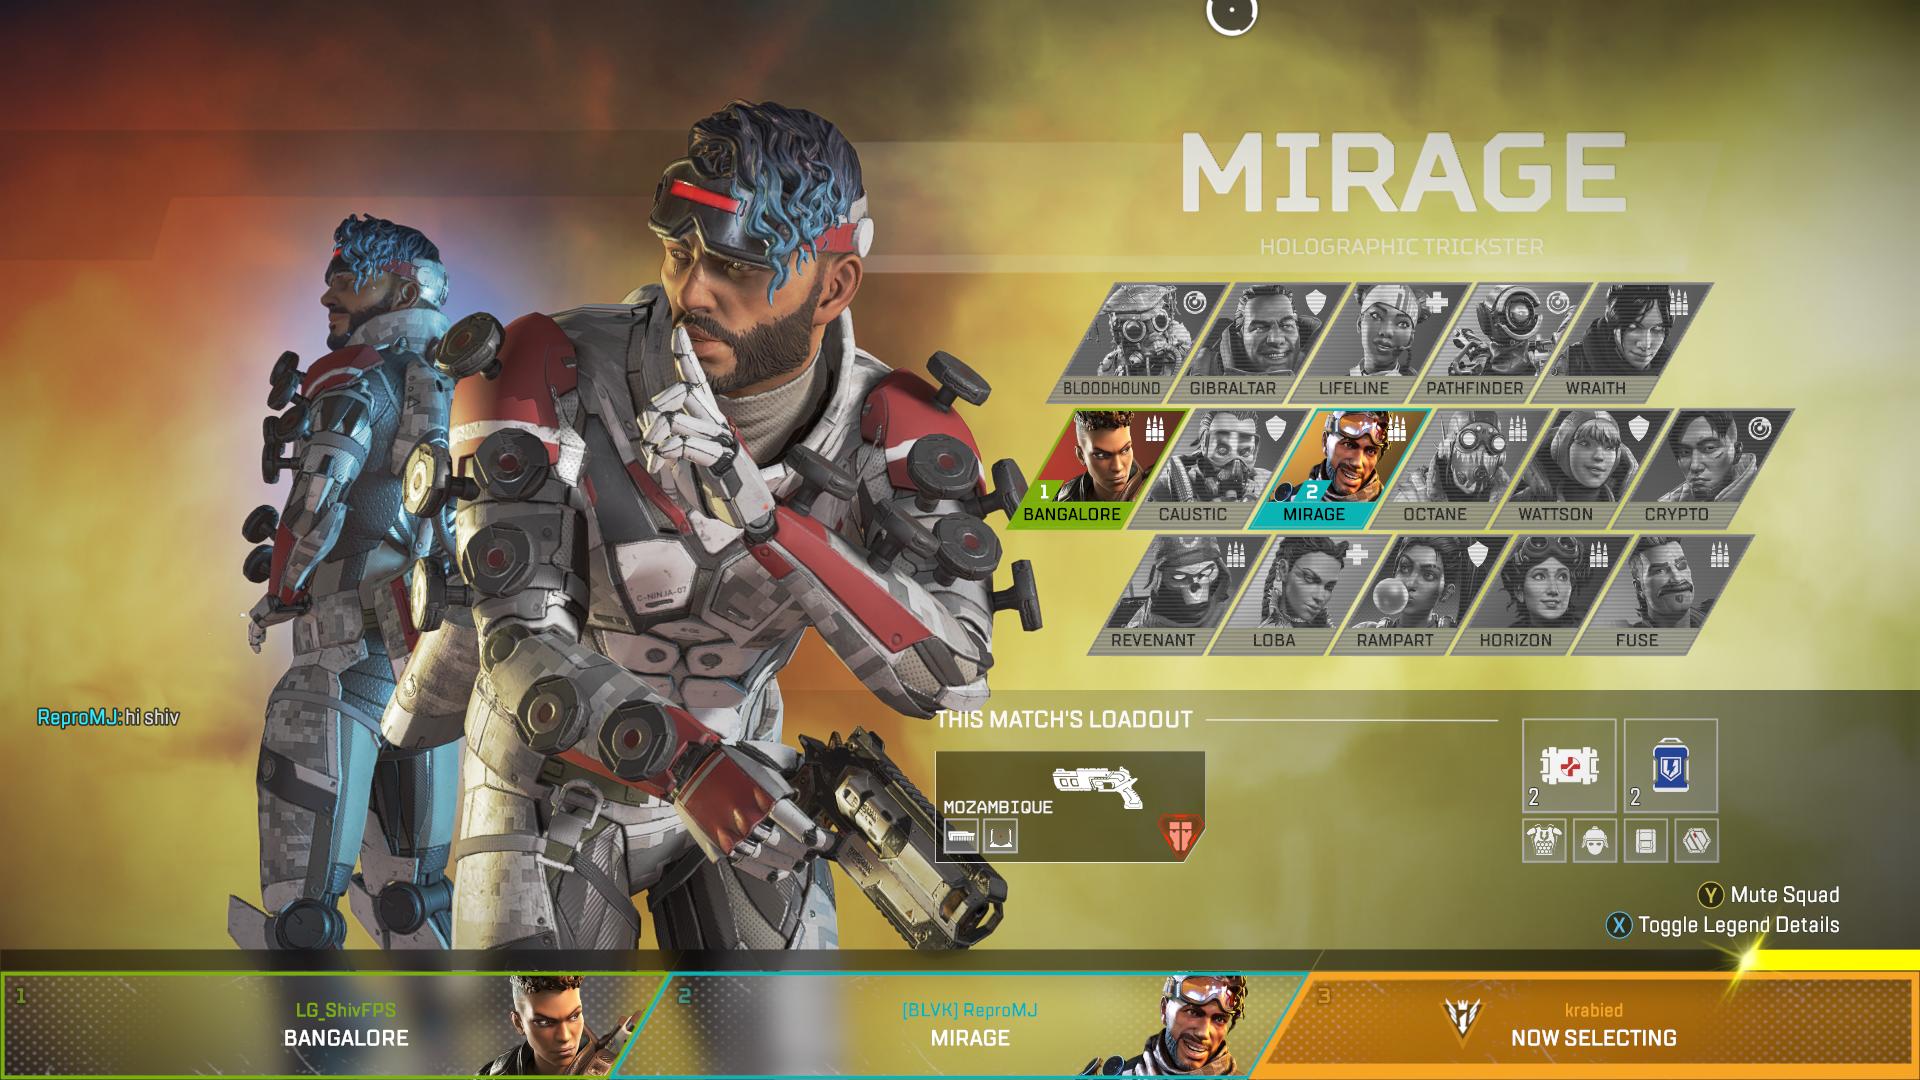 MIRAGE
HOLOGRAPHIC TRICKSTER
BLOODHOUND GIBRALTAR LIFELINE PATHFINDER WRAITH
1 2
BANGALORE CAUSTIC MIRAGE OCTANE WATTSON CRYPTO
REVENANT LOBA RAMPART HORIZON FUSE
C-NINJA-07
ReproMJ: hi shiv
THIS MATCH'S LOADOUT
MOZAMBIQUE
2 2
Y Mute Squad
X Toggle Legend Details
1 LG_ShivFPS
BANGALORE
2 [BLVK] ReproMJ
MIRAGE
3 krabied
NOW SELECTING